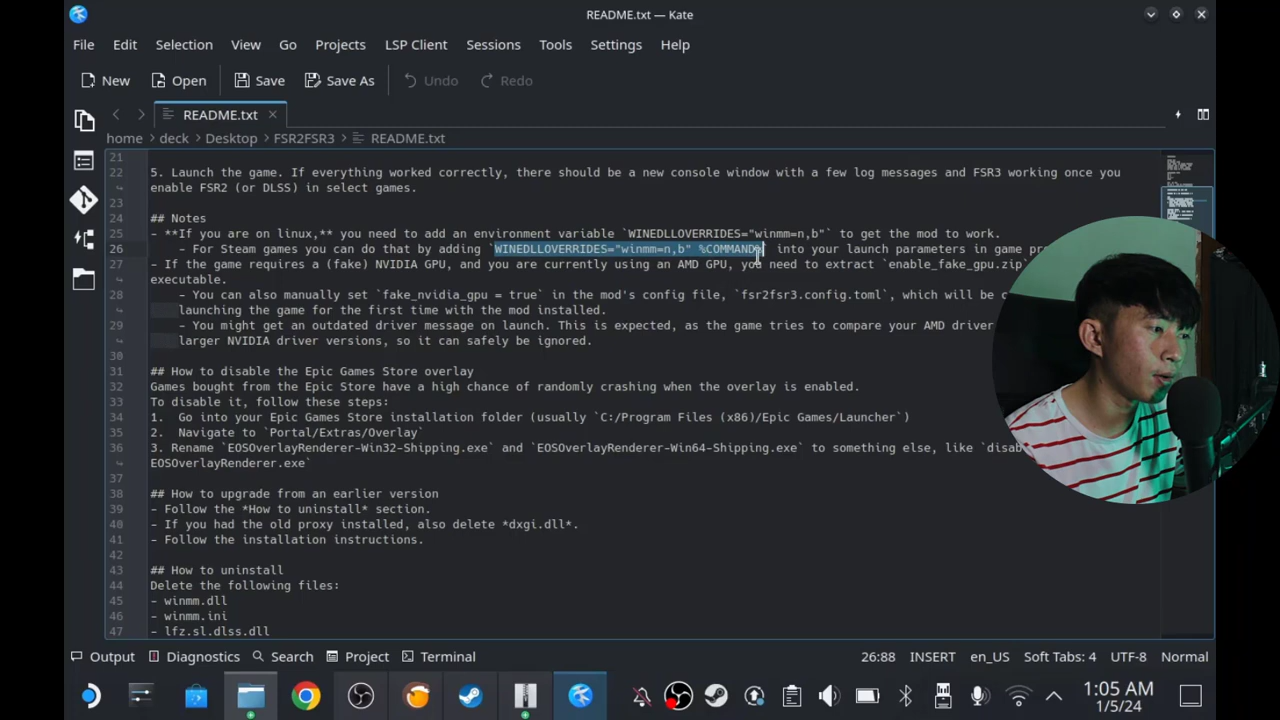 README.txt — Kate
File Edit Selection View Go Projects LSP Client Sessions Tools Settings Help
New Open Save Save As Undo Redo
README.txt
home deck Desktop FSR2FSR3 README.txt
21
22 5. Launch the game. If everything worked correctly, there should be a new console window with a few log messages and FSR3 working once you
enable FSR2 (or DLSS) in select games.
23
24 ## Notes
25 - **If you are on linux,** you need to add an environment variable `WINEDLLOVERRIDES="winmm=n,b"` to get the mod to work.
26 - For Steam games you can do that by adding `WINEDLLOVERRIDES="winmm=n,b" %COMMAND%` into your launch parameters in game
27 - If the game requires a (fake) NVIDIA GPU, and you are currently using an AMD GPU, you need to extract `enable_fake_gpu.zip`
executable.
28 - You can also manually set `fake_nvidia_gpu = true` in the mod's config file, `fsr2fsr3.config.toml`, which will be
launching the game for the first time with the mod installed.
29 - You might get an outdated driver message on launch. This is expected, as the game tries to compare your AMD driver
larger NVIDIA driver versions, so it can safely be ignored.
30
31 ## How to disable the Epic Games Store overlay
32 Games bought from the Epic Store have a high chance of randomly crashing when the overlay is enabled.
33 To disable it, follow these steps:
34 1. Go into your Epic Games Store installation folder (usually `C:/Program Files (x86)/Epic Games/Launcher`)
35 2. Navigate to `Portal/Extras/Overlay`
36 3. Rename `EOSOverlayRenderer-Win32-Shipping.exe` and `EOSOverlayRenderer-Win64-Shipping.exe` to something else, like
EOSOverlayRenderer.exe`
37
38 ## How to upgrade from an earlier version
39 - Follow the *How to uninstall* section.
40 - If you had the old proxy installed, also delete *dxgi.dll*.
41 - Follow the installation instructions.
42
43 ## How to uninstall
44 Delete the following files:
45 - winmm.dll
46 - winmm.ini
47 - lfz.sl.dlss.dll
Output Diagnostics Search Project Terminal 26:88 INSERT en_US Soft Tabs: 4 UTF-8 Normal
1:05 AM
1/5/24